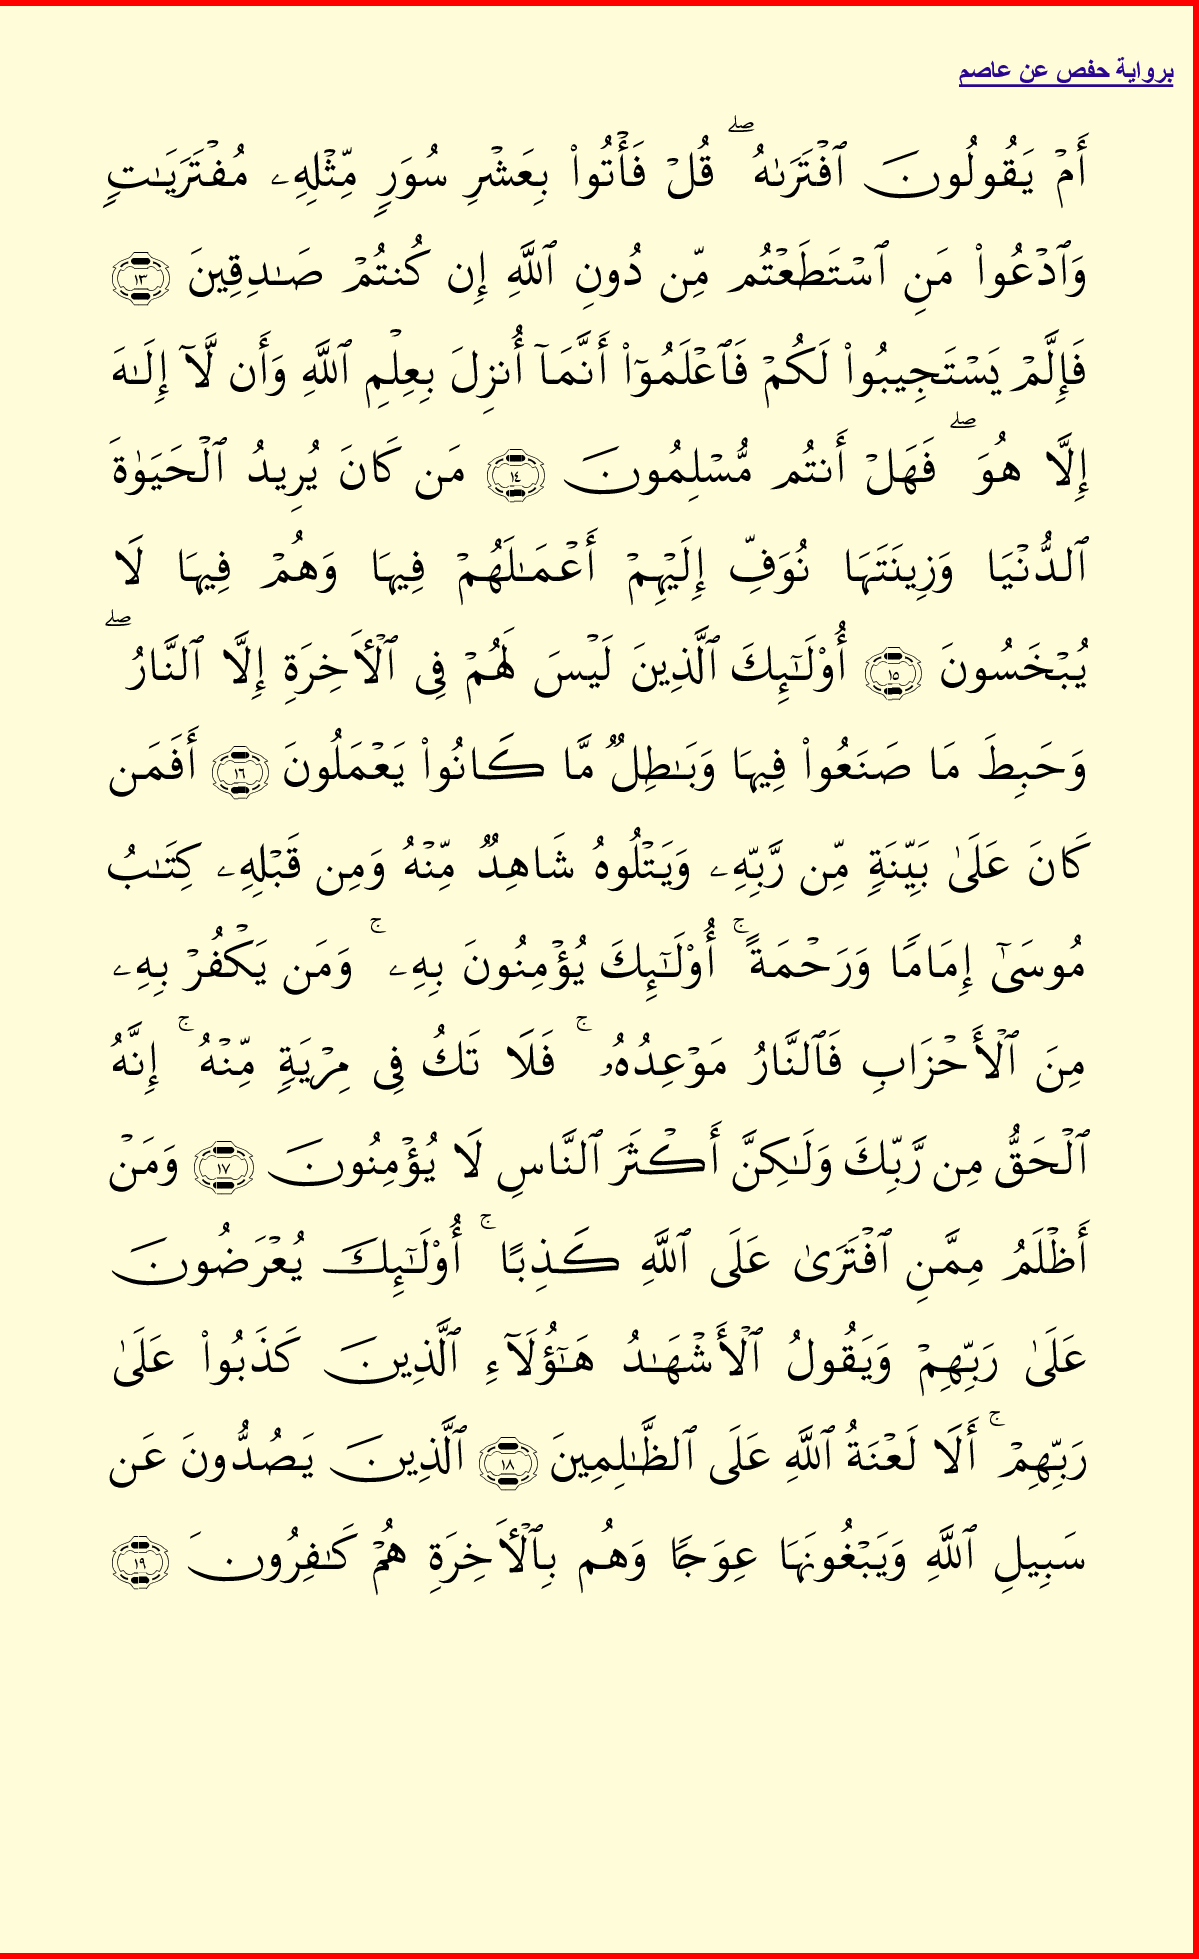 برواية حفص عن عاصم
أَمۡ يَقُولُونَ ٱفۡتَرَىٰهُۖ قُلۡ فَأۡتُواْ بِعَشۡرِ سُوَرٖ مِّثۡلِهِۦ مُفۡتَرَيَٰتٖ
وَٱدۡعُواْ مَنِ ٱسۡتَطَعۡتُم مِّن دُونِ ٱللَّهِ إِن كُنتُمۡ صَٰدِقِينَ ١٣
فَإِلَّمۡ يَسۡتَجِيبُواْ لَكُمۡ فَٱعۡلَمُوٓاْ أَنَّمَآ أُنزِلَ بِعِلۡمِ ٱللَّهِ وَأَن لَّآ إِلَٰهَ
إِلَّا هُوَۖ فَهَلۡ أَنتُم مُّسۡلِمُونَ ١٤ مَن كَانَ يُرِيدُ ٱلۡحَيَوٰةَ
ٱلدُّنۡيَا وَزِينَتَهَا نُوَفِّ إِلَيۡهِمۡ أَعۡمَٰلَهُمۡ فِيهَا وَهُمۡ فِيهَا لَا
يُبۡخَسُونَ ١٥ أُوْلَٰٓئِكَ ٱلَّذِينَ لَيۡسَ لَهُمۡ فِي ٱلۡأٓخِرَةِ إِلَّا ٱلنَّارُۖ
وَحَبِطَ مَا صَنَعُواْ فِيهَا وَبَٰطِلٞ مَّا كَانُواْ يَعۡمَلُونَ ١٦ أَفَمَن
كَانَ عَلَىٰ بَيِّنَةٖ مِّن رَّبِّهِۦ وَيَتۡلُوهُ شَاهِدٞ مِّنۡهُ وَمِن قَبۡلِهِۦ كِتَٰبُ
مُوسَىٰٓ إِمَامٗا وَرَحۡمَةًۚ أُوْلَٰٓئِكَ يُؤۡمِنُونَ بِهِۦۚ وَمَن يَكۡفُرۡ بِهِۦ
مِنَ ٱلۡأَحۡزَابِ فَٱلنَّارُ مَوۡعِدُهُۥۚ فَلَا تَكُ فِي مِرۡيَةٖ مِّنۡهُۚ إِنَّهُ
ٱلۡحَقُّ مِن رَّبِّكَ وَلَٰكِنَّ أَكۡثَرَ ٱلنَّاسِ لَا يُؤۡمِنُونَ ١٧ وَمَنۡ
أَظۡلَمُ مِمَّنِ ٱفۡتَرَىٰ عَلَى ٱللَّهِ كَذِبًاۚ أُوْلَٰٓئِكَ يُعۡرَضُونَ
عَلَىٰ رَبِّهِمۡ وَيَقُولُ ٱلۡأَشۡهَٰدُ هَٰٓؤُلَآءِ ٱلَّذِينَ كَذَبُواْ عَلَىٰ
رَبِّهِمۡۚ أَلَا لَعۡنَةُ ٱللَّهِ عَلَى ٱلظَّٰلِمِينَ ١٨ ٱلَّذِينَ يَصُدُّونَ عَن
سَبِيلِ ٱللَّهِ وَيَبۡغُونَهَا عِوَجٗا وَهُم بِٱلۡأٓخِرَةِ هُمۡ كَٰفِرُونَ ١٩